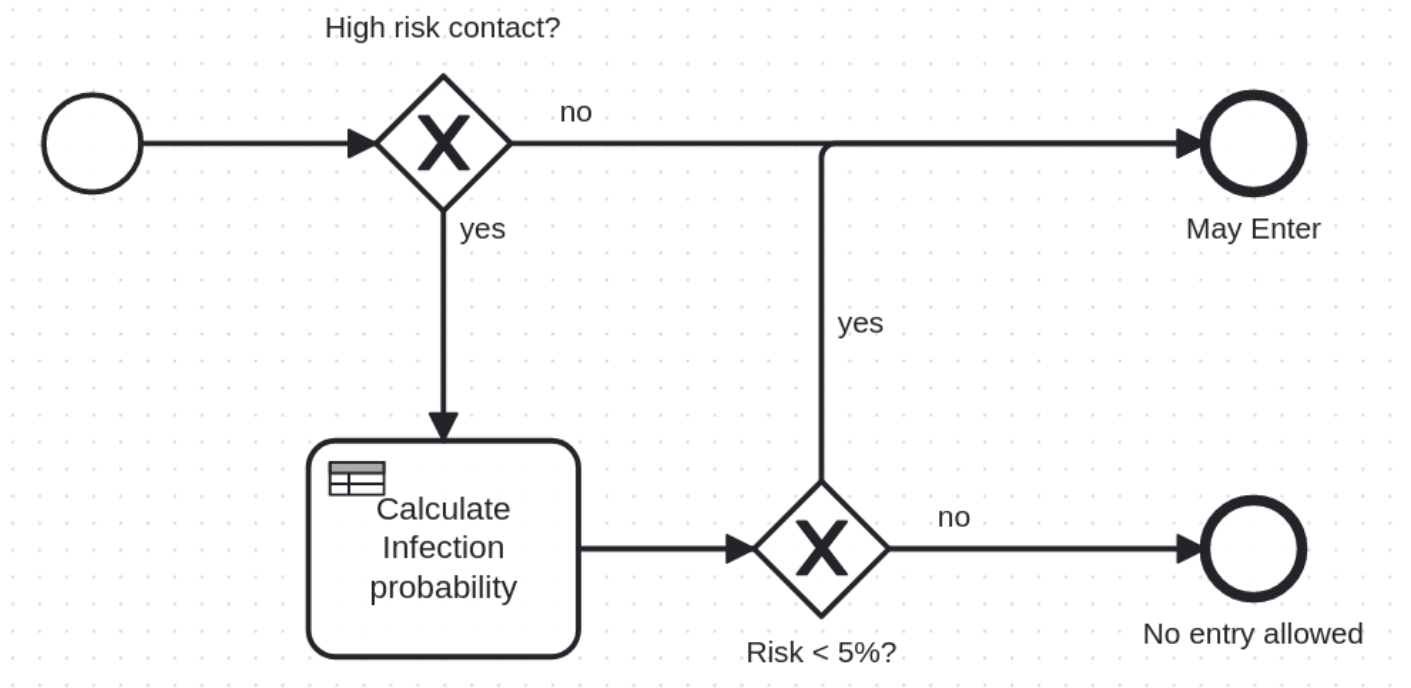 High risk contact?
no
yes
May Enter
yes
Calculate
Infection
probability
no
Risk < 5%?
No entry allowed